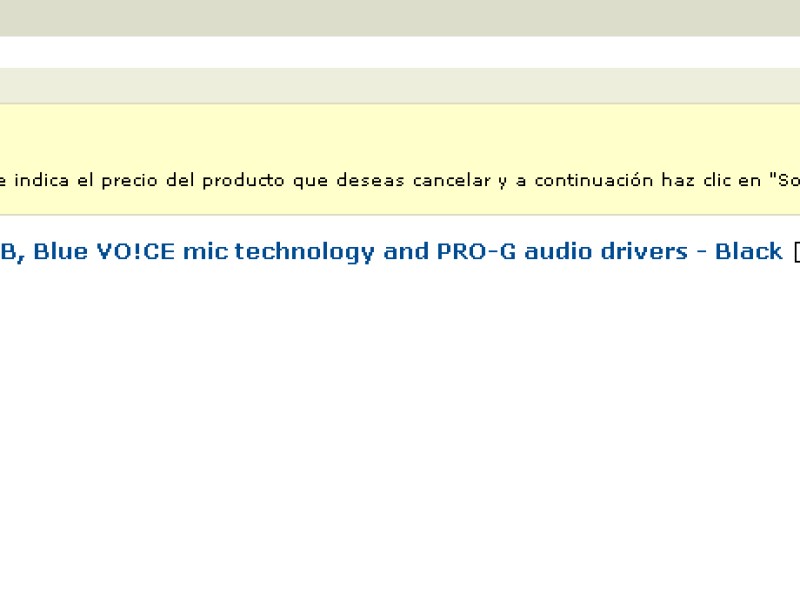 indica el precio del producto que deseas cancelar y a continuación haz clic en "So
B, Blue VO!CE mic technology and PRO-G audio drivers - Black [